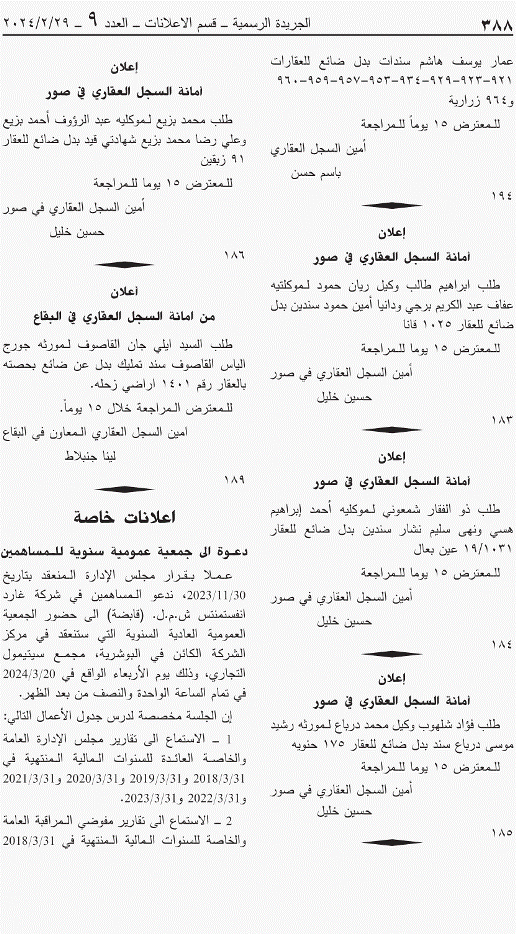 ٣٨٨
الجريدة الرسمية ـ قسم الاعلانات ـ العدد ٩ ـ ٢٠٢٤/٢/٢٩
عمار يوسف هاشم سندات بدل ضائع للعقارات
٩٢١-٩٢٣-٩٢٩-٩٣٤-٩٥٣-٩٥٧-٩٥٩-٩٦٠
و٩٦٤ زرارية
للمعترض ١٥ يوماً للمراجعة
أمين السجل العقاري
باسم حسن
١٩٤
إعلان
أمانة السجل العقاري في صور
طلب ابراهيم طالب وكيل ريان حمود لموكلتيه
عفاف عبد الكريم برجي ودانيا أمين حمود سندين بدل
ضائع للعقار ١٠٢٥ قانا
للمعترض ١٥ يوما للمراجعة
أمين السجل العقاري في صور
حسين خليل
١٨٣
إعلان
أمانة السجل العقاري في صور
طلب ذو الفقار شمعوني لموكليه أحمد إبراهيم
هسي ونهى سليم نشار سندين بدل ضائع للعقار
١٩/١٠٣١ عين بعال
للمعترض ١٥ يوما للمراجعة
أمين السجل العقاري في صور
حسين خليل
١٨٤
إعلان
أمانة السجل العقاري في صور
طلب فؤاد شلهوب وكيل محمد درباع لمورثه رشيد
موسى درباع سند بدل ضائع للعقار ١٧٥ حنويه
للمعترض ١٥ يوما للمراجعة
أمين السجل العقاري في صور
حسين خليل
١٨٥
إعلان
أمانة السجل العقاري في صور
طلب محمد بزيع لموكليه عبد الرؤوف أحمد بزيع
وعلي رضا محمد بزيع شهادتي قيد بدل ضائع للعقار
٩١ زبقين
للمعترض ١٥ يوما للمراجعة
أمين السجل العقاري في صور
حسين خليل
١٨٦
أعلان
من امانة السجل العقاري في البقاع
طلب السيد ايلي جان القاصوف لمورثه جورج
الياس القاصوف سند تمليك بدل عن ضائع بحصته
بالعقار رقم ١٤٠١ اراضي زحله.
للمعترض المراجعة خلال ١٥ يوماً.
امين السجل العقاري المعاون في البقاع
لينا جنبلاط
١٨٩
اعلانات خاصة
دعوة الى جمعية عمومية سنوية للمساهمين
عملا بقرار مجلس الإدارة المنعقد بتاريخ
2023/11/30، ندعو المساهمين في شركة غارد
انفستمنتس ش.م.ل. (قابضة) الى حضور الجمعية
العمومية العادية السنوية التي ستنعقد في مركز
الشركة الكائن في البوشرية، مجمع سيتيمول
التجاري، وذلك يوم الأربعاء الواقع في 2024/3/20
في تمام الساعة الواحدة والنصف من بعد الظهر.
إن الجلسة مخصصة لدرس جدول الأعمال التالي:
1 ـ الاستماع الى تقارير مجلس الإدارة العامة
والخاصة العائدة للسنوات المالية المنتهية في
2018/3/31 و2019/3/31 و2020/3/31 و2021/3/31
و2022/3/31 و2023/3/31.
2 ـ الاستماع الى تقارير مفوضي المراقبة العامة
والخاصة للسنوات المالية المنتهية في 2018/3/31